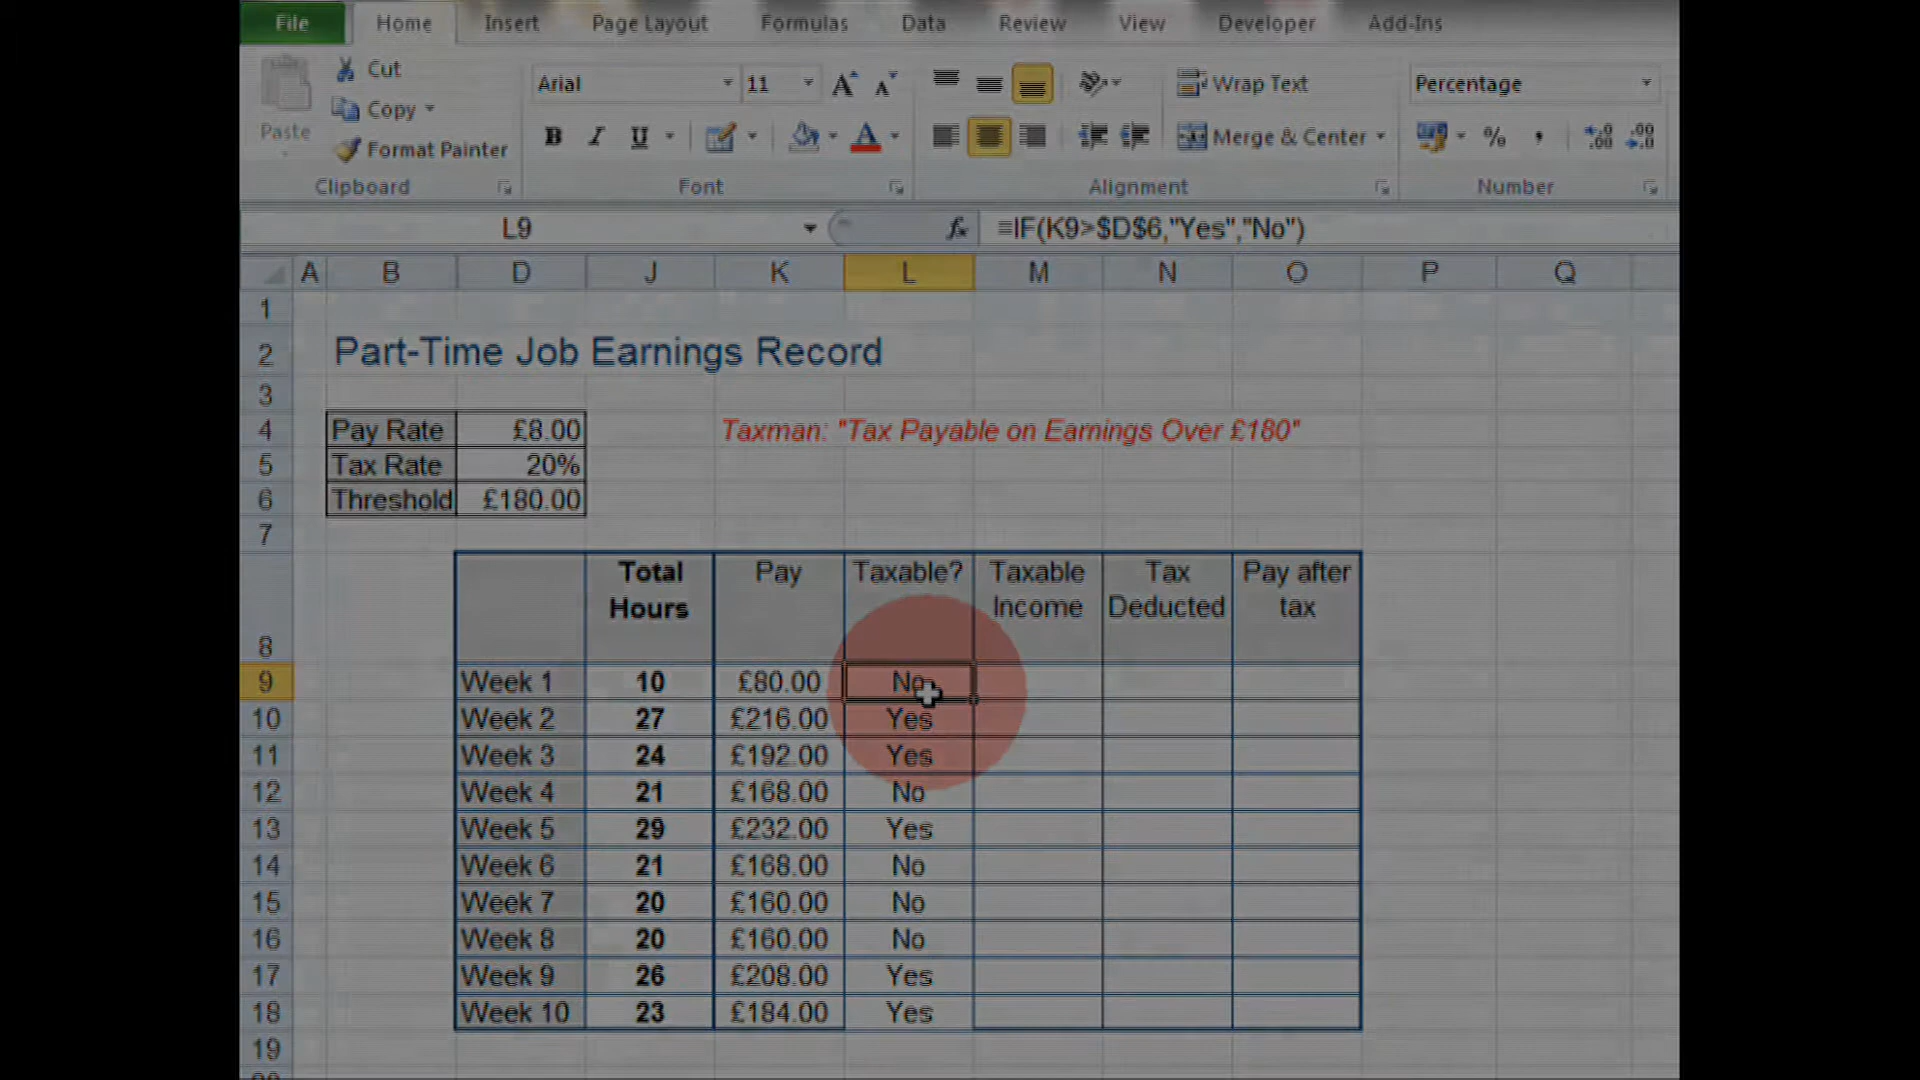 File Home Insert Page Layout Formulas Data Review View Developer Add-Ins
Cut
Copy
Format Painter
Paste
Clipboard
Arial 11
B I U
Font
Wrap Text
Merge & Center
Alignment
Percentage
% ,
Number
L9 fx =IF(K9>$D$6,"Yes","No")
A B D J K L M N O P Q
1
2 Part-Time Job Earnings Record
3
4 Pay Rate £8.00 Taxman: "Tax Payable on Earnings Over £180"
5 Tax Rate 20%
6 Threshold £180.00
7
Total Pay Taxable? Taxable Tax Pay after
Hours Income Deducted tax
8
9 Week 1 10 £80.00 No
10 Week 2 27 £216.00 Yes
11 Week 3 24 £192.00 Yes
12 Week 4 21 £168.00 No
13 Week 5 29 £232.00 Yes
14 Week 6 21 £168.00 No
15 Week 7 20 £160.00 No
16 Week 8 20 £160.00 No
17 Week 9 26 £208.00 Yes
18 Week 10 23 £184.00 Yes
19